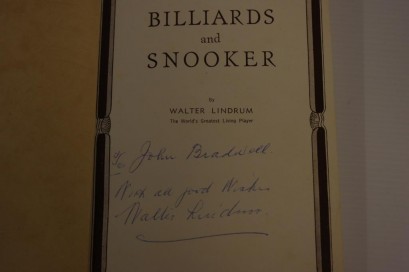 BILLIARDS
and
SNOOKER
by
WALTER LINDRUM
The World's Greatest Living Player
To John Bradwell.
With all good Wishes
Walter Lindrum